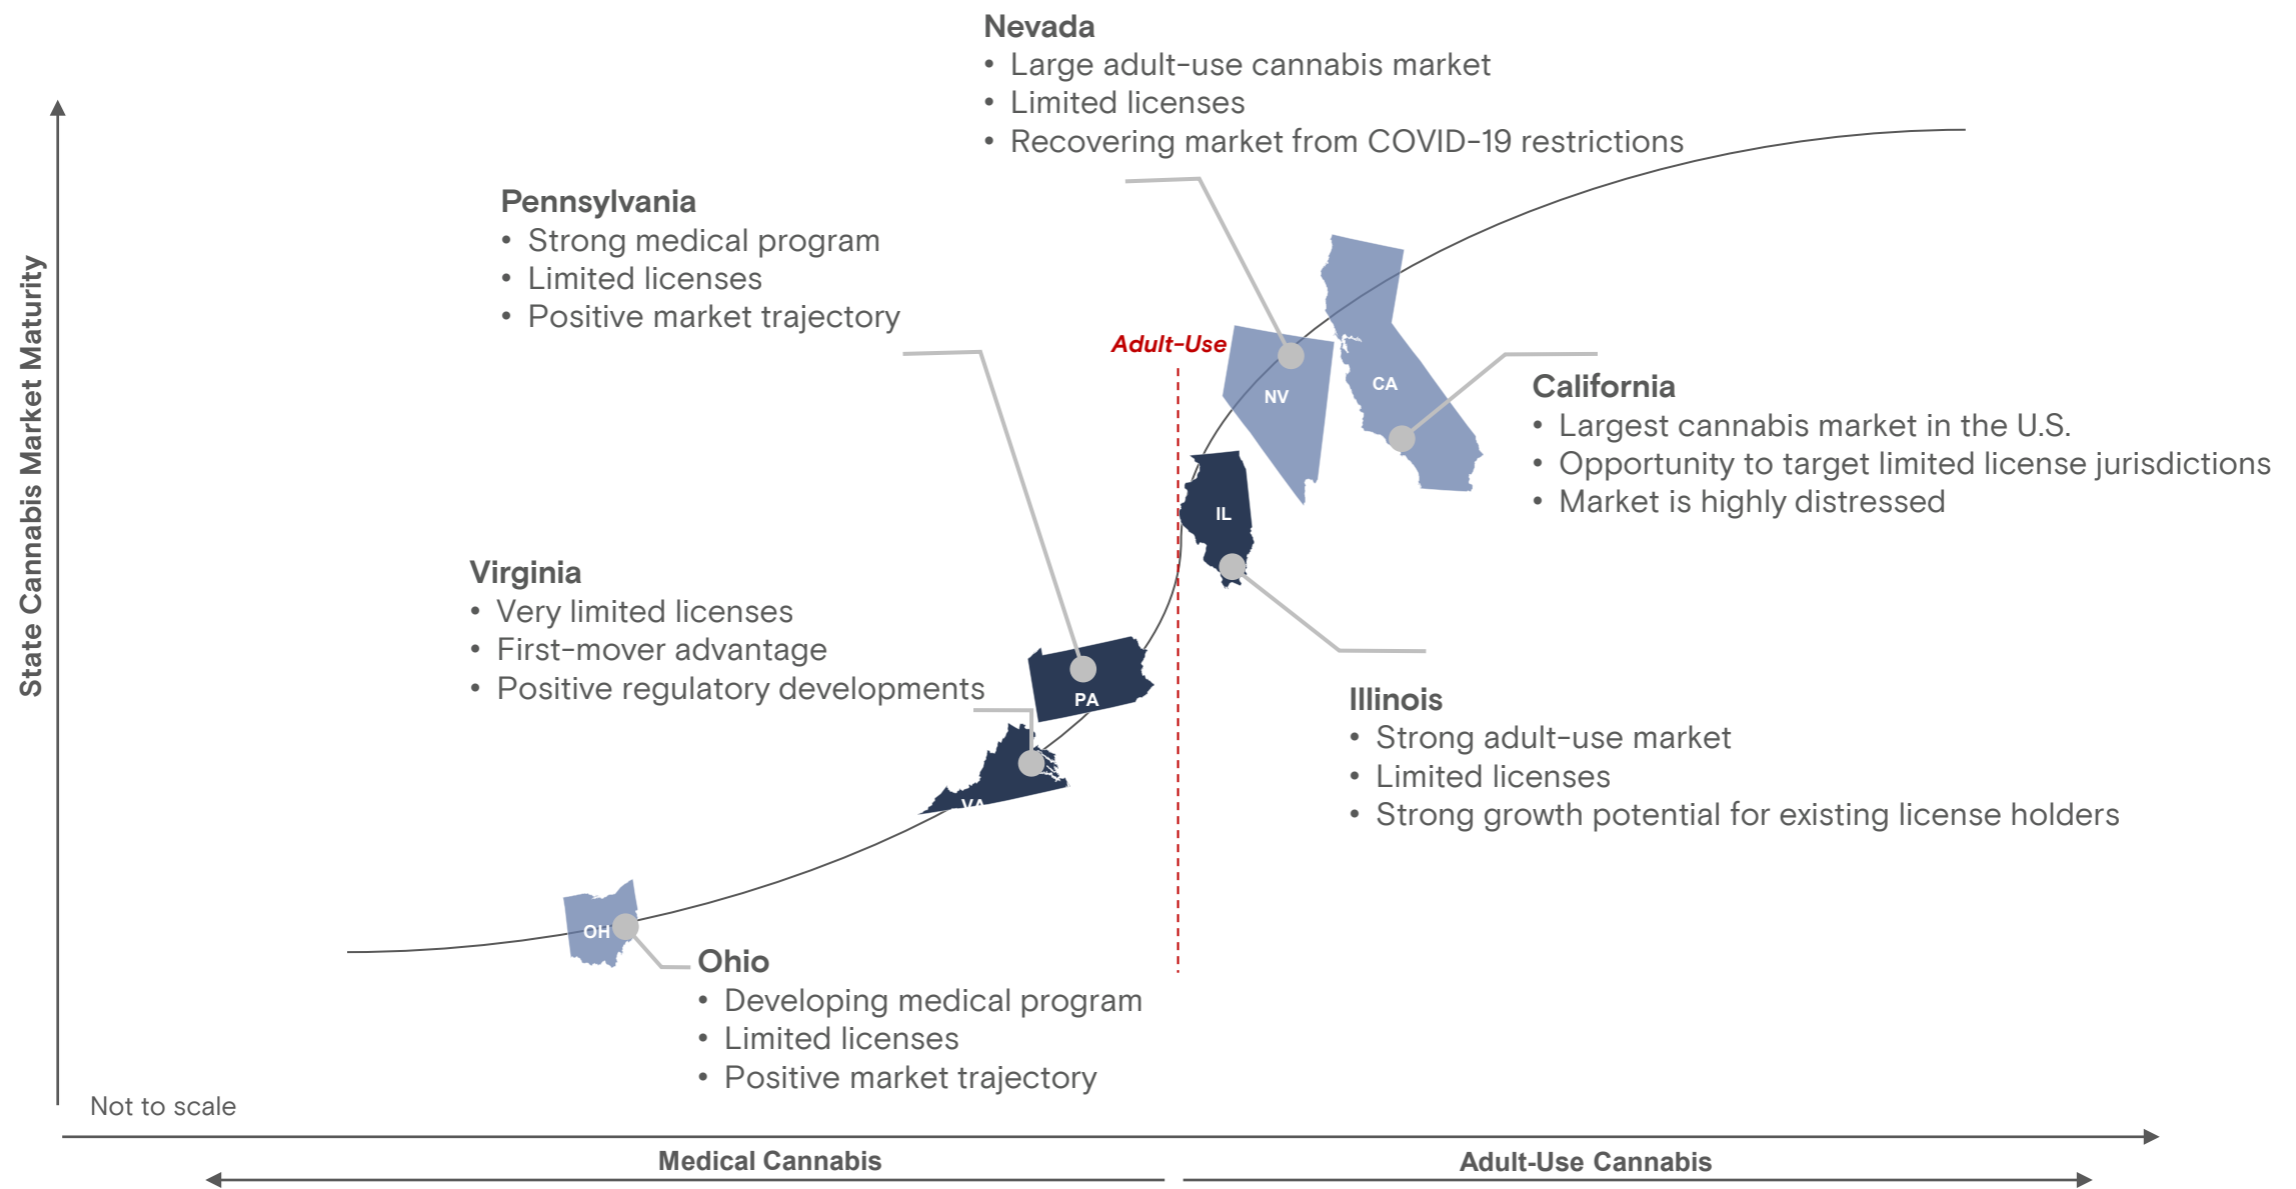 Nevada
• Large adult-use cannabis market
• Limited licenses
• Recovering market from COVID-19 restrictions
Pennsylvania
• Strong medical program
• Limited licenses
• Positive market trajectory
State Cannabis Market Maturity
Adult-Use
NV
CA
California
• Largest cannabis market in the U.S.
• Opportunity to target limited license jurisdictions
• Market is highly distressed
IL
Virginia
• Very limited licenses
• First-mover advantage
• Positive regulatory developments
PA
Illinois
• Strong adult-use market
• Limited licenses
• Strong growth potential for existing license holders
VA
OH
Ohio
• Developing medical program
• Limited licenses
• Positive market trajectory
Not to scale
Medical Cannabis
Adult-Use Cannabis